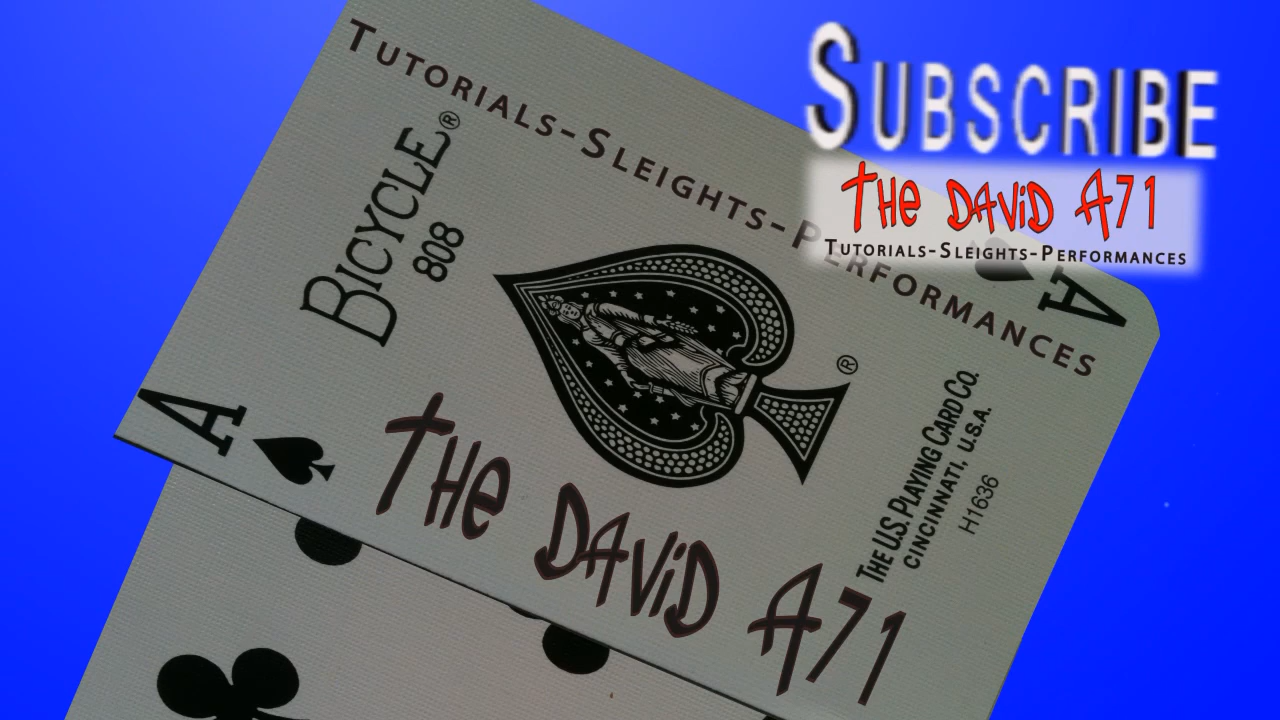 SUBSCRIBE
THE DAViD A71
TUTORIALS-SLEIGHTS-PERFORMANCES
TUTORIALS-SLEIGHTS-PERFORMANCES
BICYCLE®
808
A
®
A
THE U.S. PLAYING CARD CO.
CINCINNATI, U.S.A.
H1636
THE DAViD A71